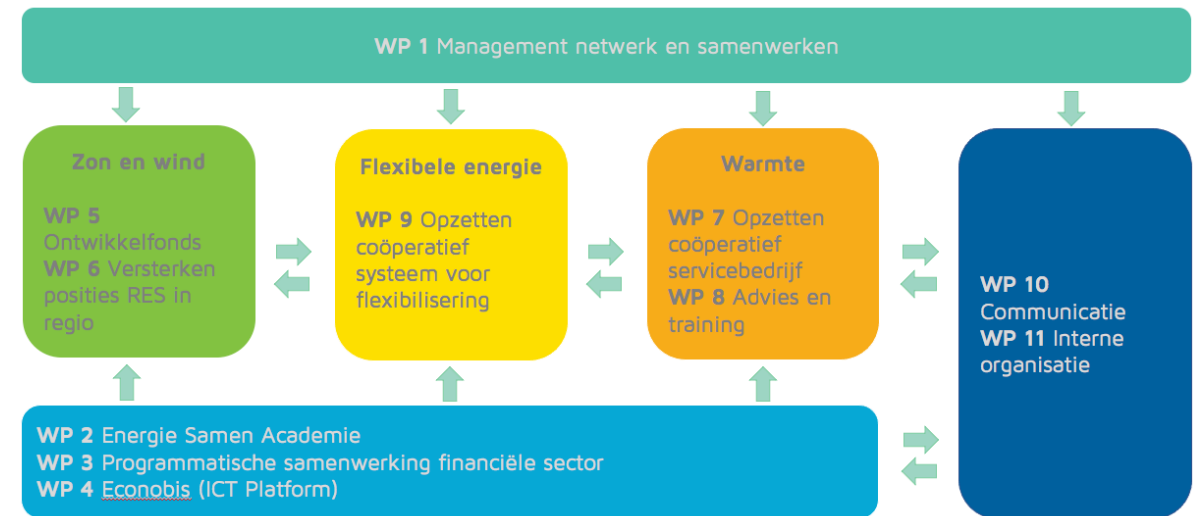 WP 1 Management netwerk en samenwerken
Zon en wind
WP 5
Ontwikkelfonds
WP 6 Versterken
posities RES in
regio
Flexibele energie
WP 9 Opzetten
coöperatief
systeem voor
flexibilisering
Warmte
WP 7 Opzetten
coöperatief
servicebedrijf
WP 8 Advies en
training
WP 10
Communicatie
WP 11 Interne
organisatie
WP 2 Energie Samen Academie
WP 3 Programmatische samenwerking financiële sector
WP 4 Econobis (ICT Platform)